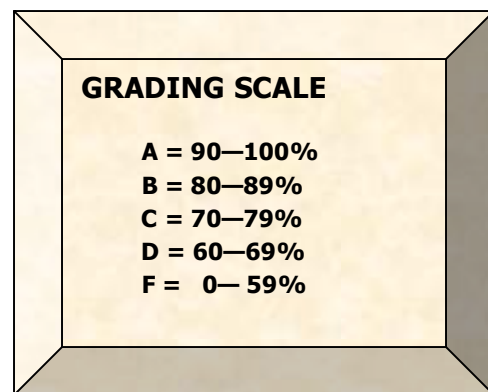 GRADING SCALE
A = 90—100%
B = 80—89%
C = 70—79%
D = 60—69%
F =   0— 59%